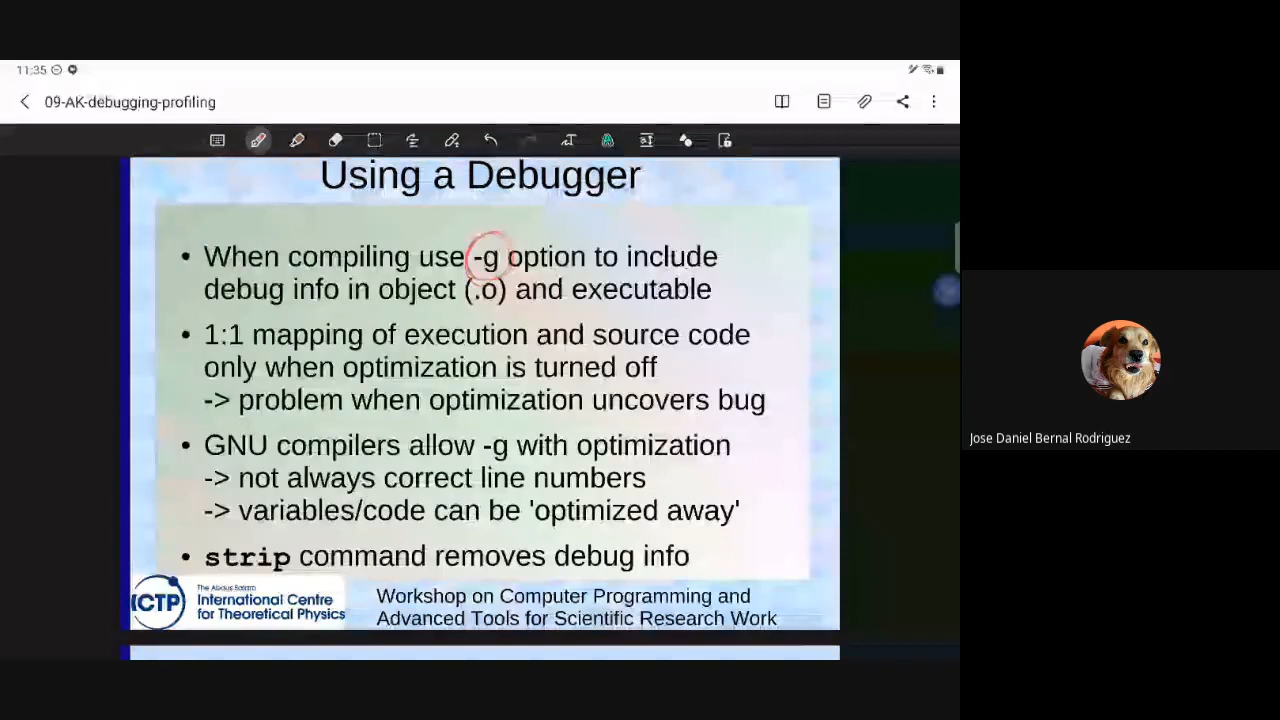 11:35
09-AK-debugging-profiling
Using a Debugger
• When compiling use -g option to include
debug info in object (.o) and executable
• 1:1 mapping of execution and source code
only when optimization is turned off
-> problem when optimization uncovers bug
• GNU compilers allow -g with optimization
-> not always correct line numbers
-> variables/code can be 'optimized away'
• strip command removes debug info
ICTP
The Abdus Salam
International Centre
for Theoretical Physics
Workshop on Computer Programming and
Advanced Tools for Scientific Research Work
Jose Daniel Bernal Rodriguez